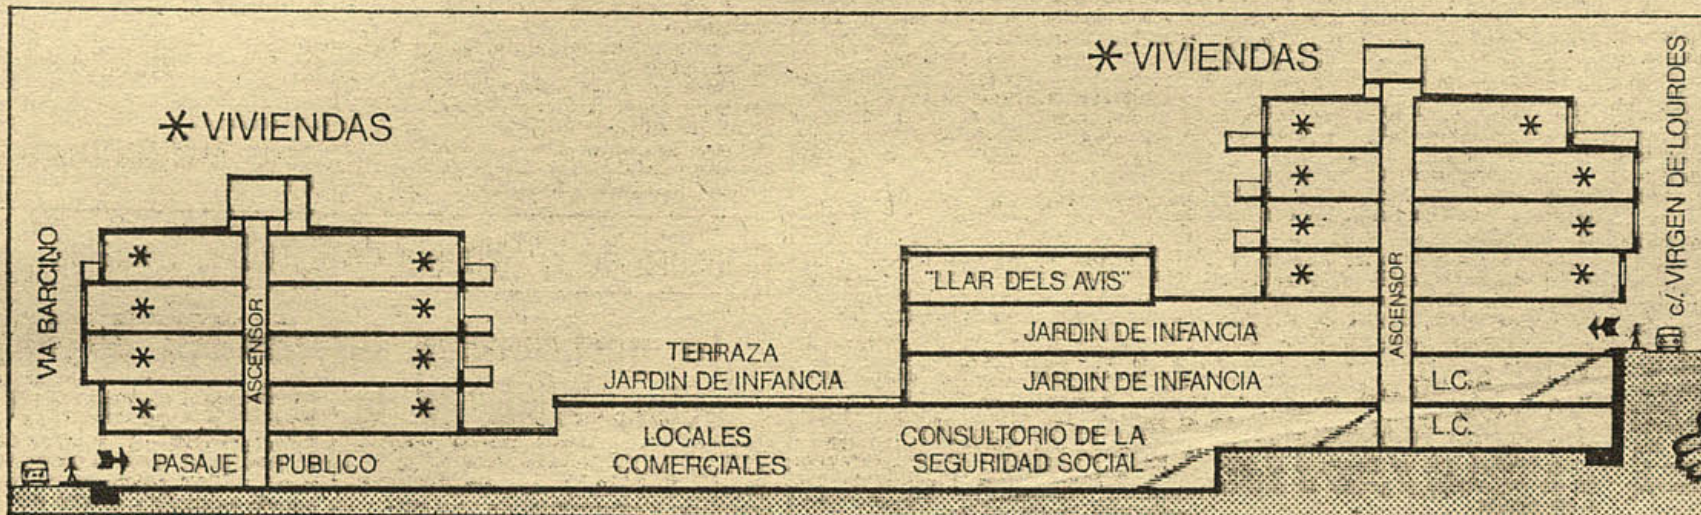 * VIVIENDAS
* VIVIENDAS
VIA BARCINO
ASCENSOR
PASAJE PUBLICO
TERRAZA
JARDIN DE INFANCIA
LOCALES
COMERCIALES
"LLAR DELS AVIS"
JARDIN DE INFANCIA
JARDIN DE INFANCIA
CONSULTORIO DE LA
SEGURIDAD SOCIAL
ASCENSOR
L.C.
L.C.
c/ VIRGEN DE LOURDES